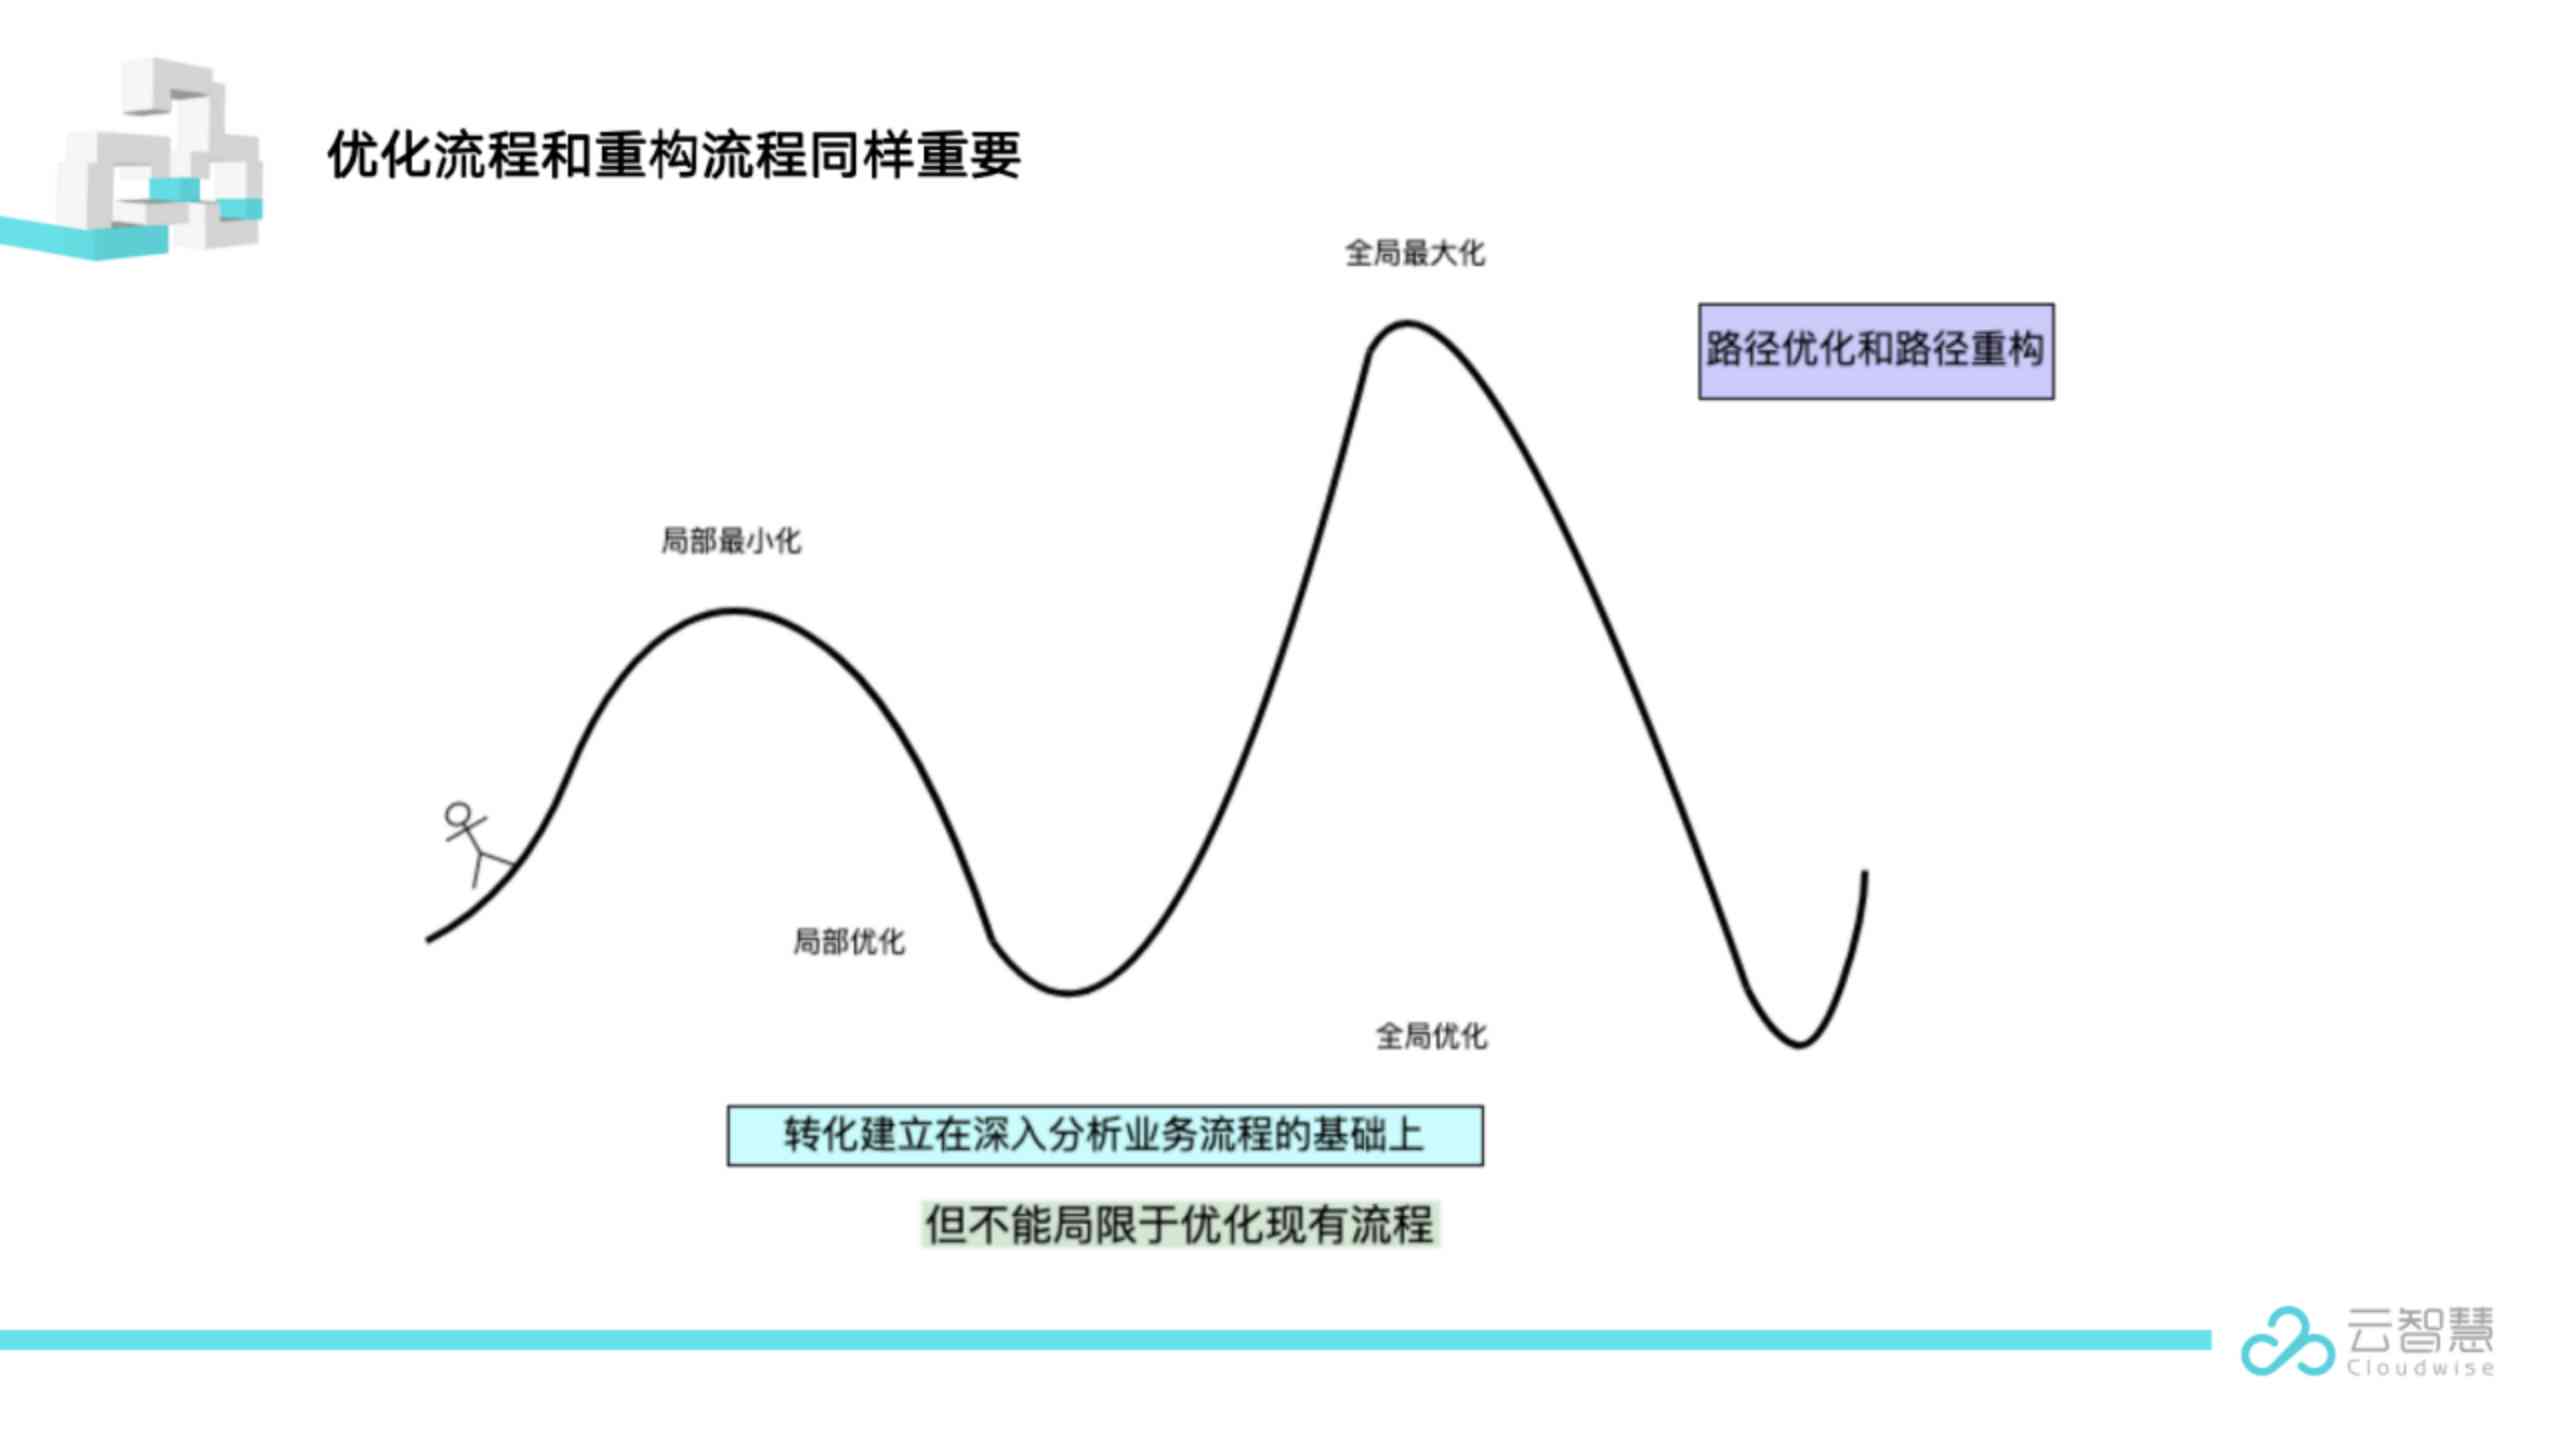 优化流程和重构流程同样重要
全局最大化
路径优化和路径重构
局部最小化
局部优化
全局优化
转化建立在深入分析业务流程的基础上
但不能局限于优化现有流程
云智慧
Cloudwise